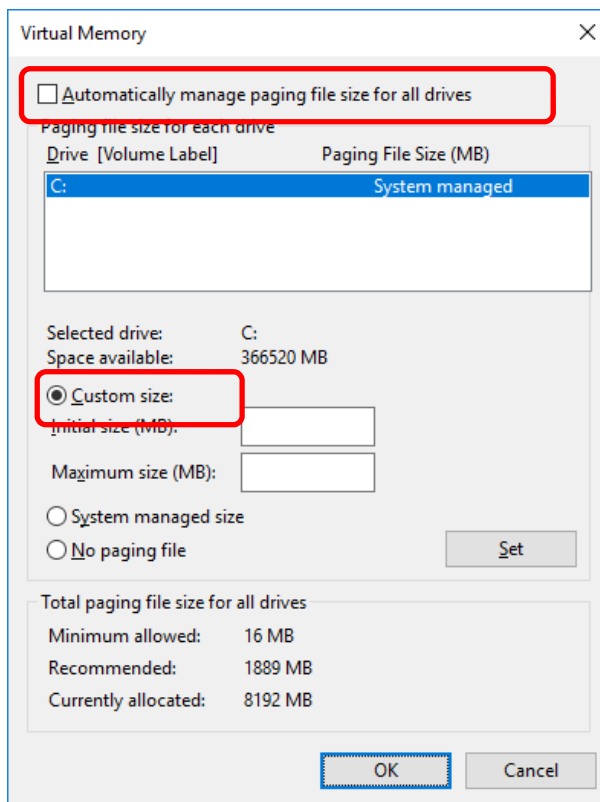 Virtual Memory
Automatically manage paging file size for all drives
Paging file size for each drive
Drive [Volume Label] Paging File Size (MB)
C: System managed
Selected drive: C:
Space available: 366520 MB
Custom size:
Initial size (MB):
Maximum size (MB):
System managed size
No paging file Set
Total paging file size for all drives
Minimum allowed: 16 MB
Recommended: 1889 MB
Currently allocated: 8192 MB
OK Cancel